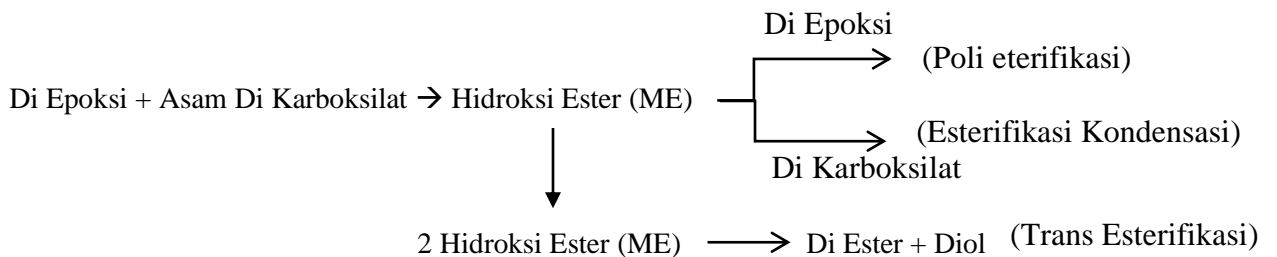 Di Epoksi
(Poli eterifikasi)
Di Epoksi + Asam Di Karboksilat → Hidroksi Ester (ME)
(Esterifikasi Kondensasi)
Di Karboksilat
2 Hidroksi Ester (ME) → Di Ester + Diol (Trans Esterifikasi)